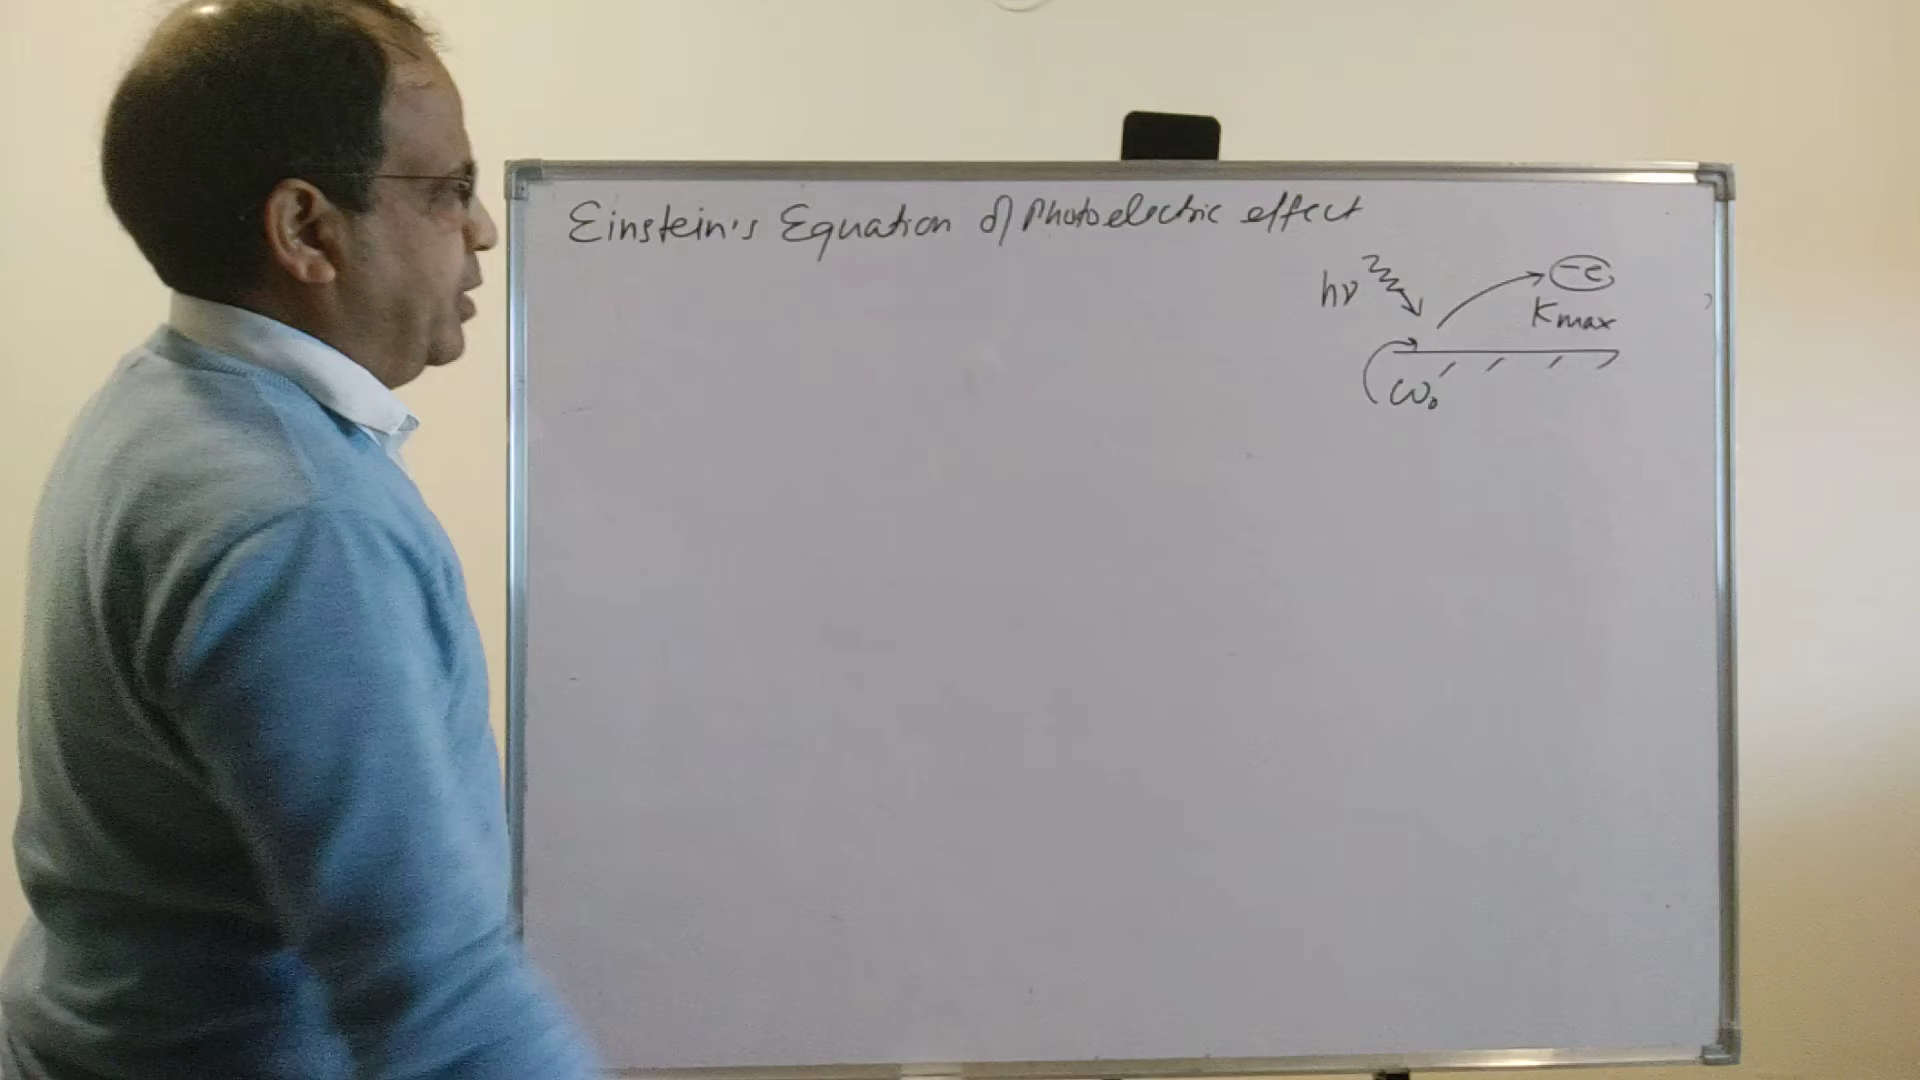 Einstein's Equation of Photoelectric effect
hν
-e
Kmax
ω₀